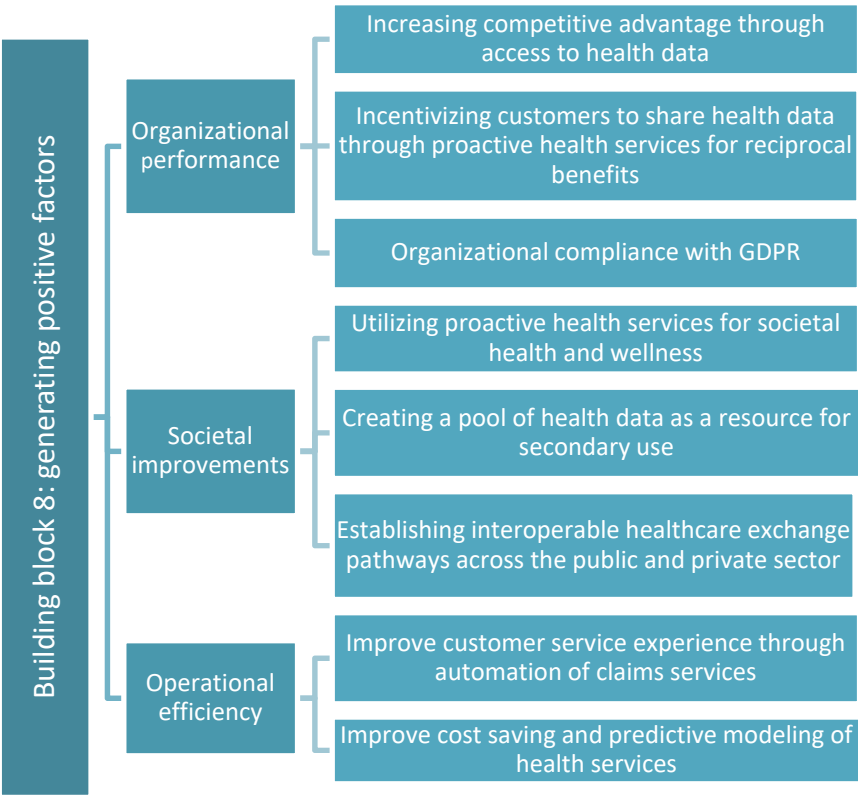 Building block 8: generating positive factors
Organizational
performance
Increasing competitive advantage through
access to health data
Incentivizing customers to share health data
through proactive health services for reciprocal
benefits
Organizational compliance with GDPR
Societal
improvements
Utilizing proactive health services for societal
health and wellness
Creating a pool of health data as a resource for
secondary use
Establishing interoperable healthcare exchange
pathways across the public and private sector
Operational
efficiency
Improve customer service experience through
automation of claims services
Improve cost saving and predictive modeling of
health services